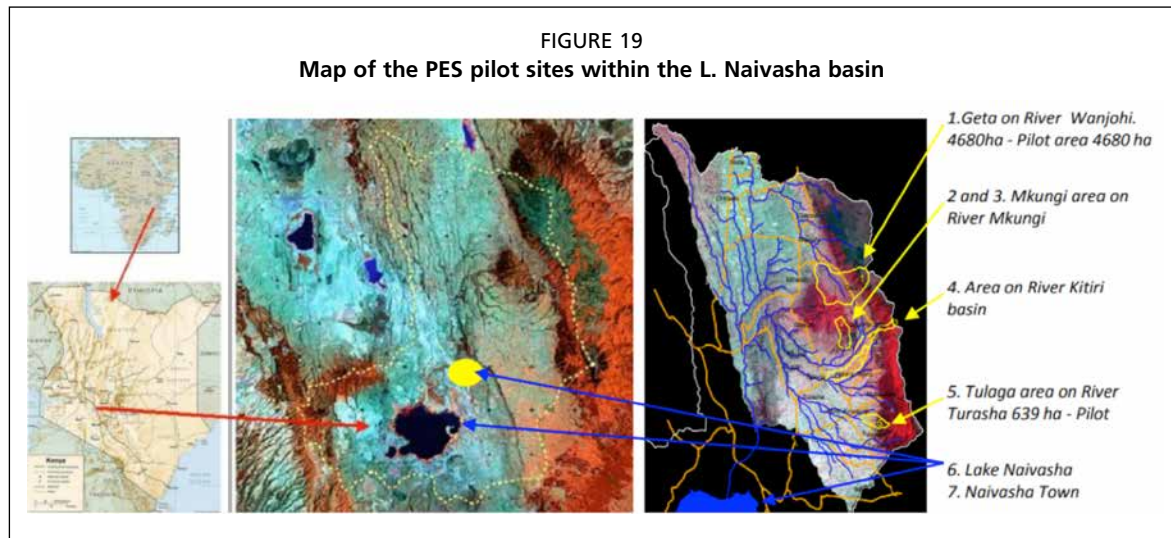 FIGURE 19
Map of the PES pilot sites within the L. Naivasha basin
1.Geta on River Wanjohi.
4680ha - Pilot area 4680 ha
2 and 3. Mkungi area on
River Mkungi
4. Area on River Kitiri
basin
5. Tulaga area on River
Turasha 639 ha - Pilot
6. Lake Naivasha
7. Naivasha Town
ETHIOPIA
Kenya